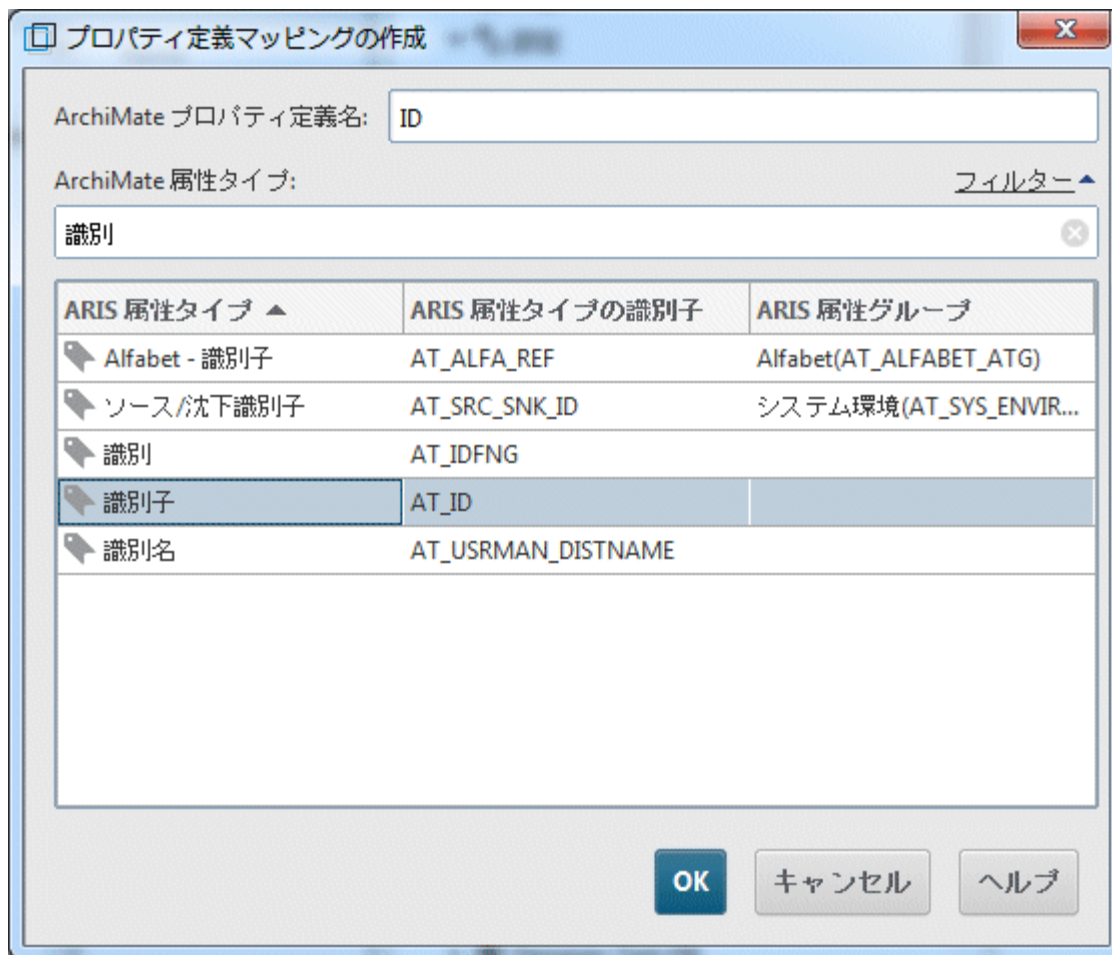 プロパティ定義マッピングの作成
ArchiMate プロパティ定義名: ID
ArchiMate 属性タイプ: フィルター
識別
ARIS 属性タイプ ARIS 属性タイプの識別子 ARIS 属性グループ
Alfabet - 識別子 AT_ALFA_REF Alfabet(AT_ALFABET_ATG)
ソース/沈下識別子 AT_SRC_SNK_ID システム環境(AT_SYS_ENVIR...
識別 AT_IDFNG
識別子 AT_ID
識別名 AT_USRMAN_DISTNAME
OK キャンセル ヘルプ